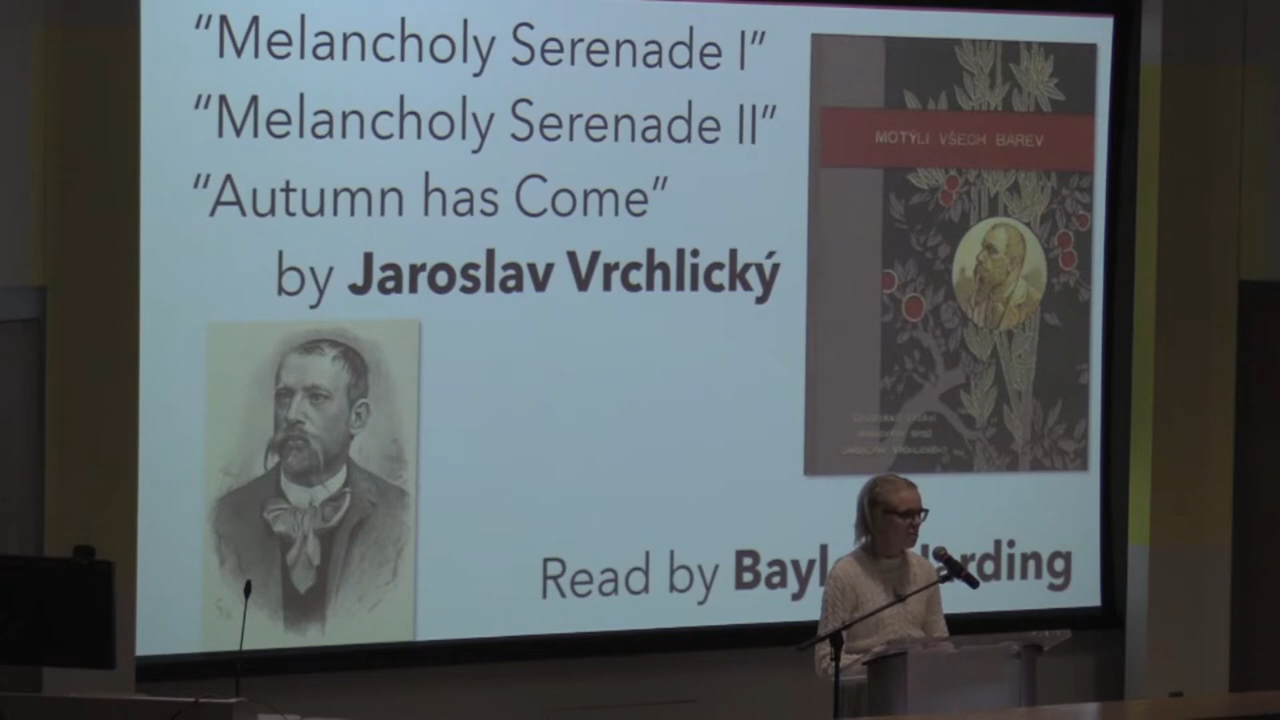 “Melancholy Serenade I”
“Melancholy Serenade II”
“Autumn has Come”
by Jaroslav Vrchlický
MOTÝLI VŠECH BAREV
Read by